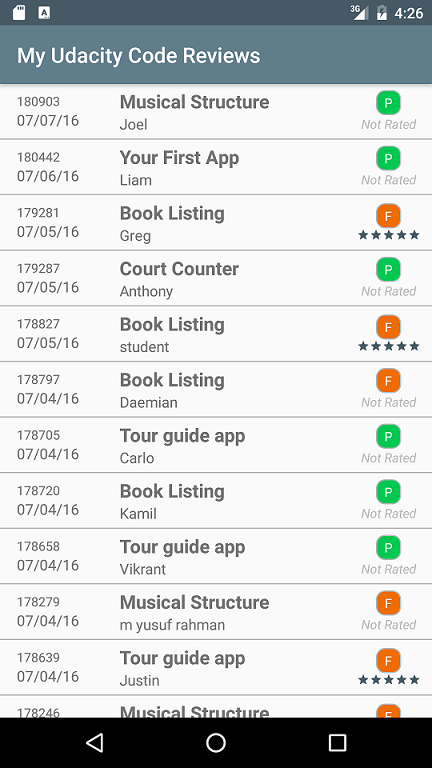 3G 4:26
My Udacity Code Reviews
180903 Musical Structure P
07/07/16 Joel Not Rated
180442 Your First App P
07/06/16 Liam Not Rated
179281 Book Listing F
07/05/16 Greg
179287 Court Counter P
07/05/16 Anthony Not Rated
178827 Book Listing F
07/05/16 student
178797 Book Listing F
07/04/16 Daemian Not Rated
178705 Tour guide app P
07/04/16 Carlo Not Rated
178720 Book Listing P
07/04/16 Kamil Not Rated
178658 Tour guide app P
07/04/16 Vikrant Not Rated
178279 Musical Structure F
07/04/16 m yusuf rahman Not Rated
178639 Tour guide app F
07/04/16 Justin
178246 Musical Structure F